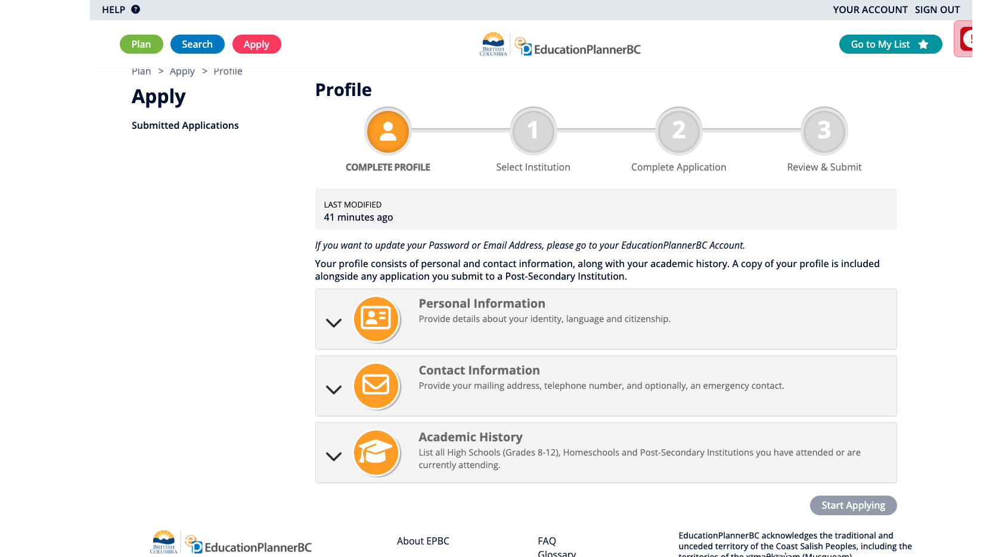 HELP
YOUR ACCOUNT SIGN OUT
Plan Search Apply
BRITISH COLUMBIA
EducationPlannerBC
Go to My List
Plan > Apply > Profile
Apply
Submitted Applications
Profile
1
2
3
COMPLETE PROFILE
Select Institution
Complete Application
Review & Submit
LAST MODIFIED
41 minutes ago
If you want to update your Password or Email Address, please go to your EducationPlannerBC Account.
Your profile consists of personal and contact information, along with your academic history. A copy of your profile is included
alongside any application you submit to a Post-Secondary Institution.
Personal Information
Provide details about your identity, language and citizenship.
Contact Information
Provide your mailing address, telephone number, and optionally, an emergency contact.
Academic History
List all High Schools (Grades 8-12), Homeschools and Post-Secondary Institutions you have attended or are
currently attending.
Start Applying
BRITISH COLUMBIA
EducationPlannerBC
About EPBC
FAQ
Glossary
EducationPlannerBC acknowledges the traditional and
unceded territory of the Coast Salish Peoples, including the
territories of the xʷməθkʷəy̓əm (Musqueam)